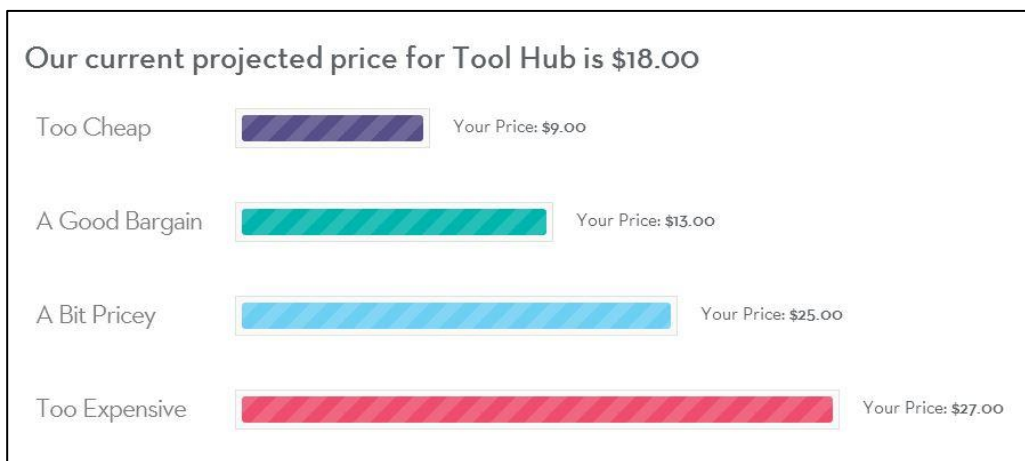 Our current projected price for Tool Hub is $18.00
Too Cheap Your Price: $9.00
A Good Bargain Your Price: $13.00
A Bit Pricey Your Price: $25.00
Too Expensive Your Price: $27.00